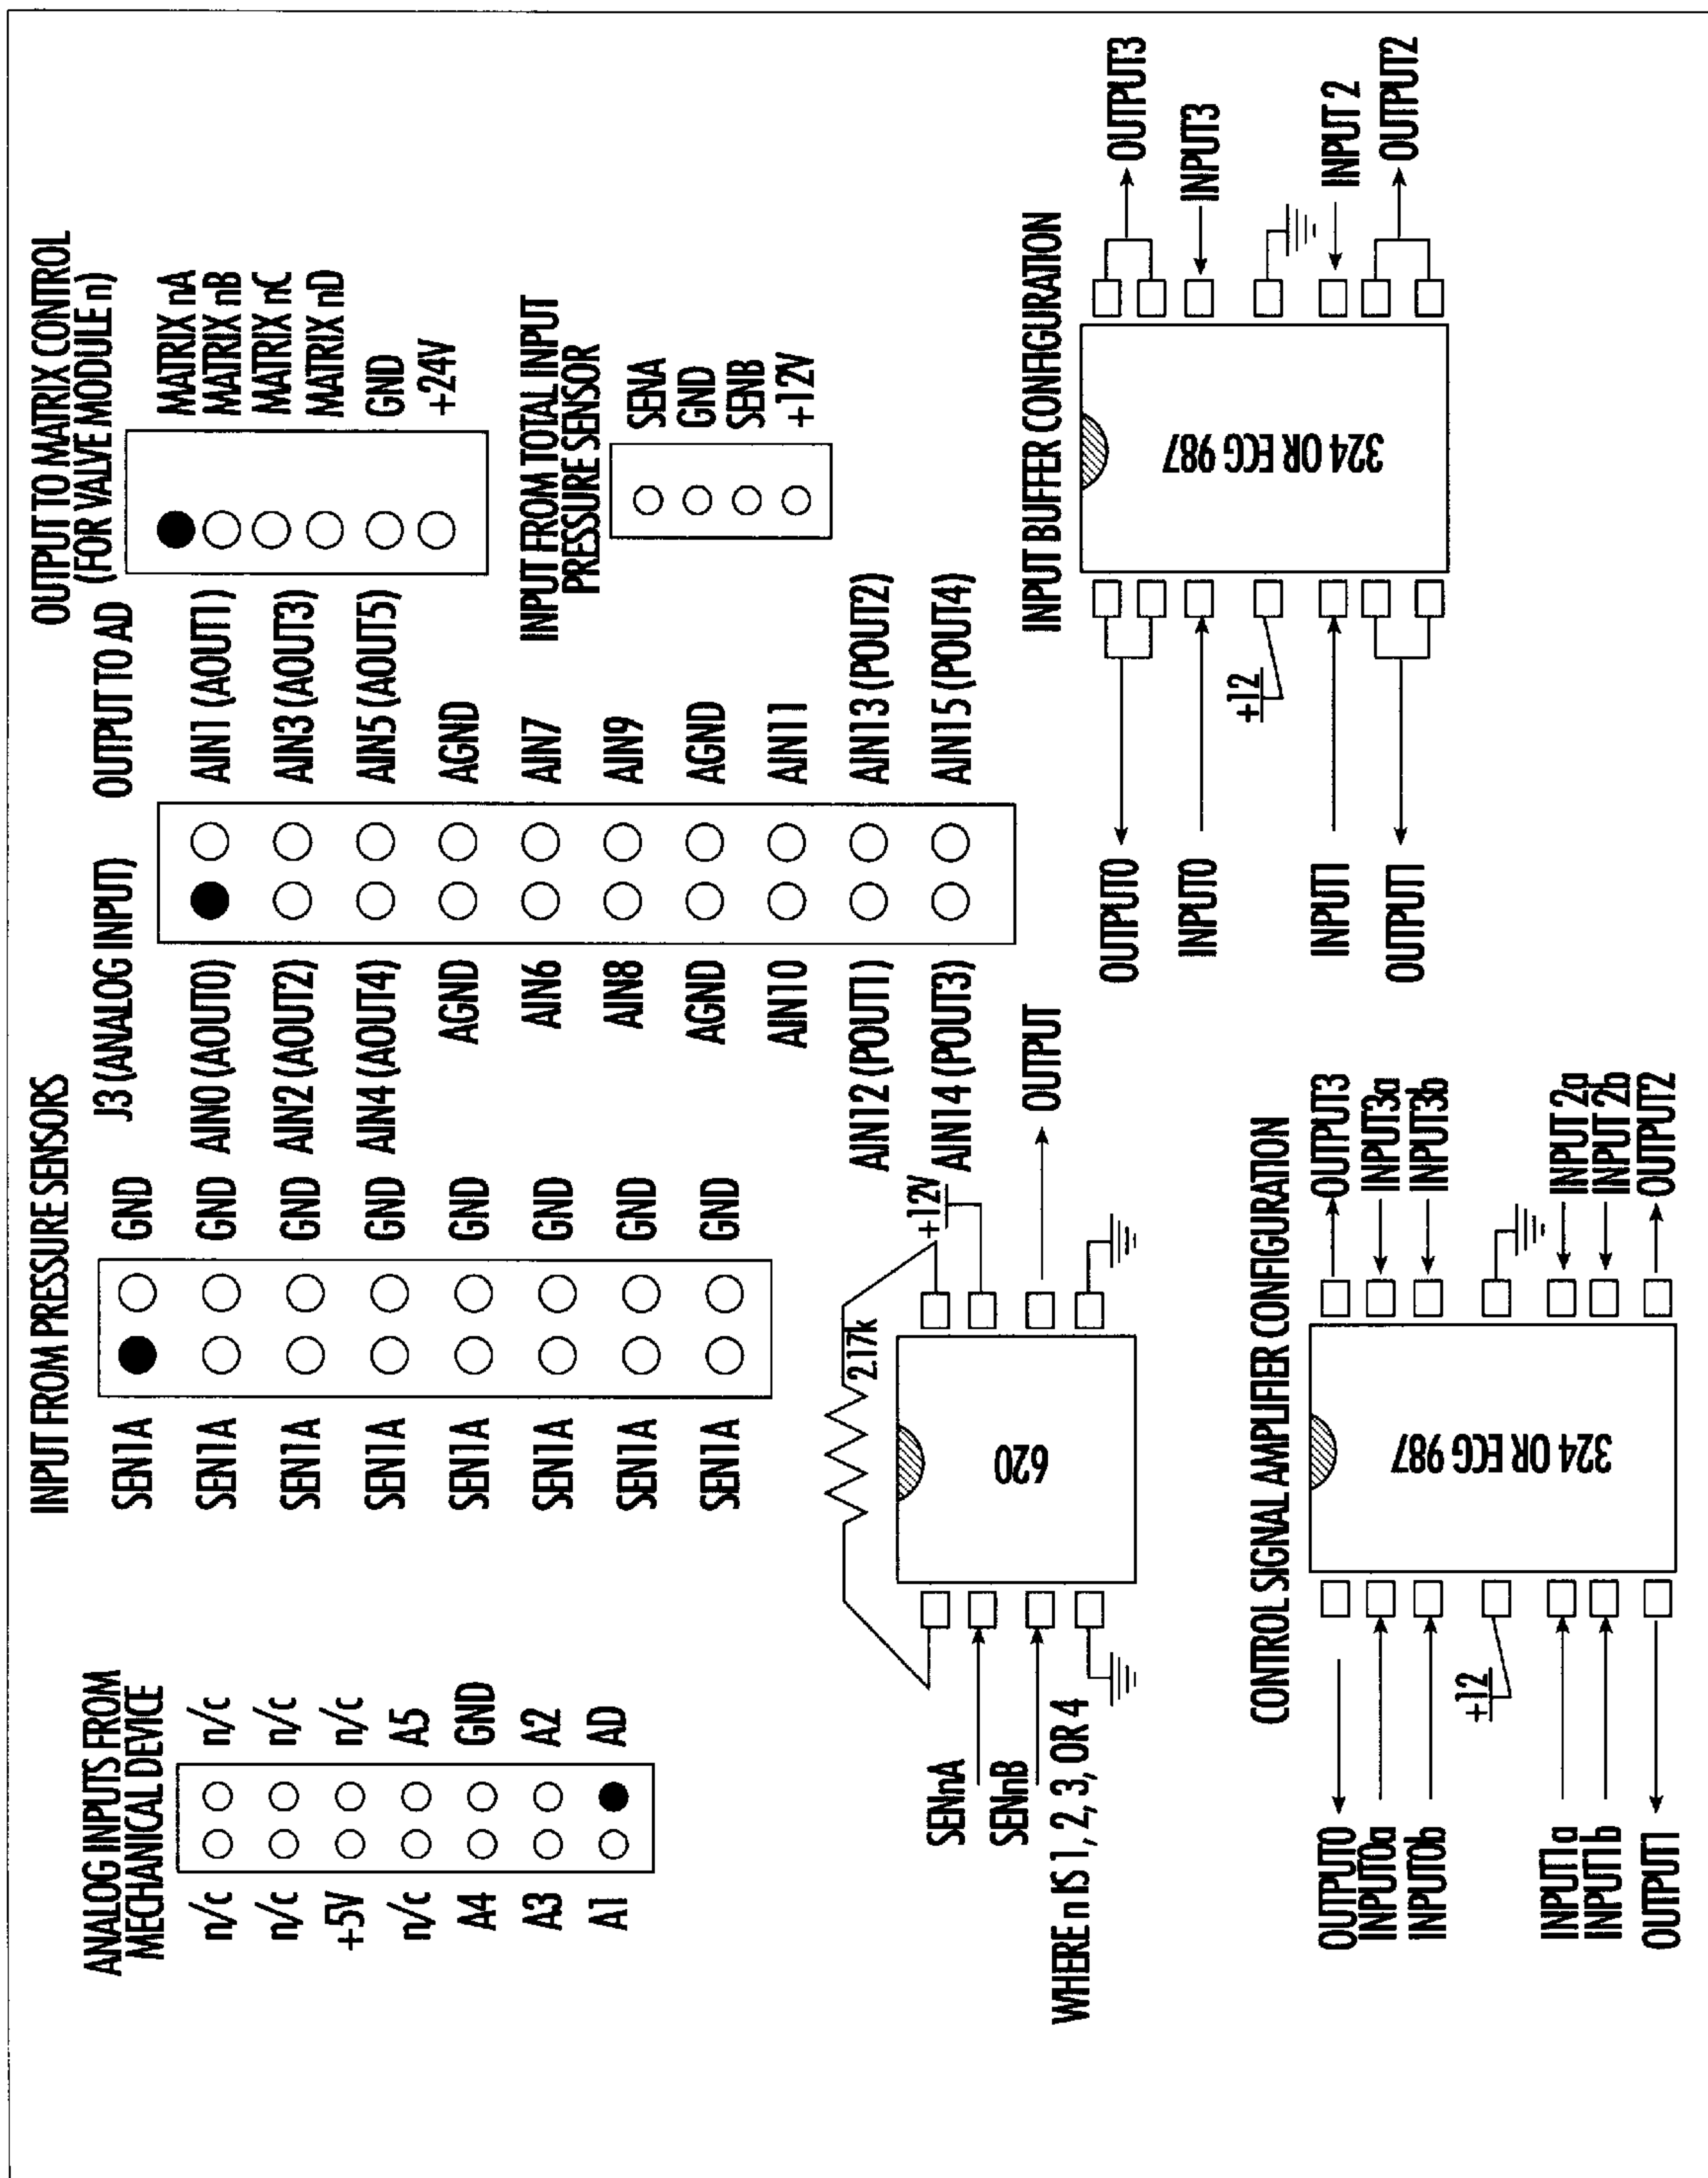 ANALOG INPUTS FROM
MECHANICAL DEVICE
n/c n/c
n/c n/c
+5V n/c
n/c A5
A4 GND
A3 A2
A1 AD
INPUT FROM PRESSURE SENSORS
SEN1A GND
SEN1A GND
SEN1A GND
SEN1A GND
SEN1A GND
SEN1A GND
SEN1A GND
SEN1A GND
J3 (ANALOG INPUT) OUTPUT TO AD
AIN0 (AOUT0) AIN1 (AOUT1)
AIN2 (AOUT2) AIN3 (AOUT3)
AIN4 (AOUT4) AIN5 (AOUT5)
AGND AGND
AIN6 AIN7
AIN8 AIN9
AGND AGND
AIN10 AIN11
AIN12 (POUT1) AIN13 (POUT2)
AIN14 (POUT3) AIN15 (POUT4)
OUTPUT TO MATRIX CONTROL
(FOR VALVE MODULE n)
MATRIX nA
MATRIX nB
MATRIX nC
MATRIX nD
GND
+24V
INPUT FROM TOTAL INPUT
PRESSURE SENSOR
SENA
GND
SENB
+12V
2.17k
+12V
SENnA
620
SENnB
OUTPUT
WHERE n IS 1, 2, 3, OR 4
CONTROL SIGNAL AMPLIFIER CONFIGURATION
OUTPUT0 OUTPUT3
INPUT0a INPUT3a
INPUT0b INPUT3b
+12
324 OR ECG 987
INPUT1a INPUT 2a
INPUT1b INPUT 2b
OUTPUT1 OUTPUT2
INPUT BUFFER CONFIGURATION
OUTPUT0 OUTPUT3
INPUT0 INPUT3
+12
324 OR ECG 987
INPUT1 INPUT 2
OUTPUT1 OUTPUT2